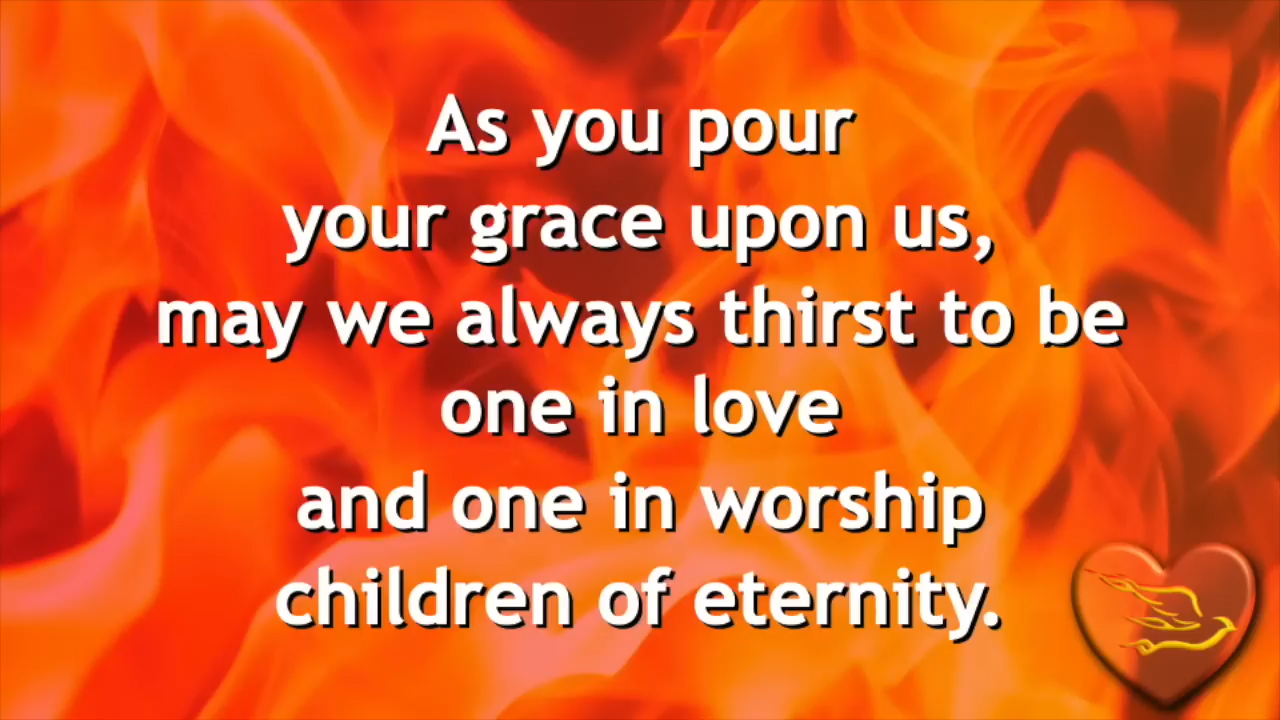 As you pour
your grace upon us,
may we always thirst to be
one in love
and one in worship
children of eternity.